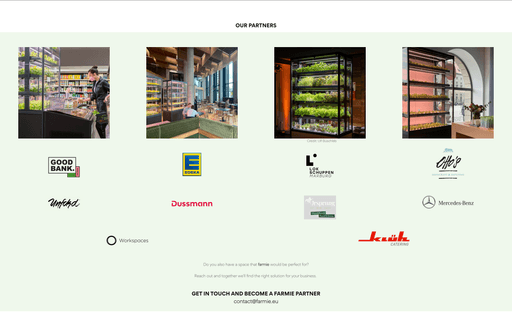 OUR PARTNERS
GOOD
BANK.
E
EDEKA
LOK
SCHUPPEN
MARBURG
Otto's
Unfold
Dussmann
Mercedes-Benz
Workspaces
küh
CATERING
Do you also have a space that farmie would be perfect for?
Reach out and together we'll find the right solution for your business.
GET IN TOUCH AND BECOME A FARMIE PARTNER
contact@farmie.eu